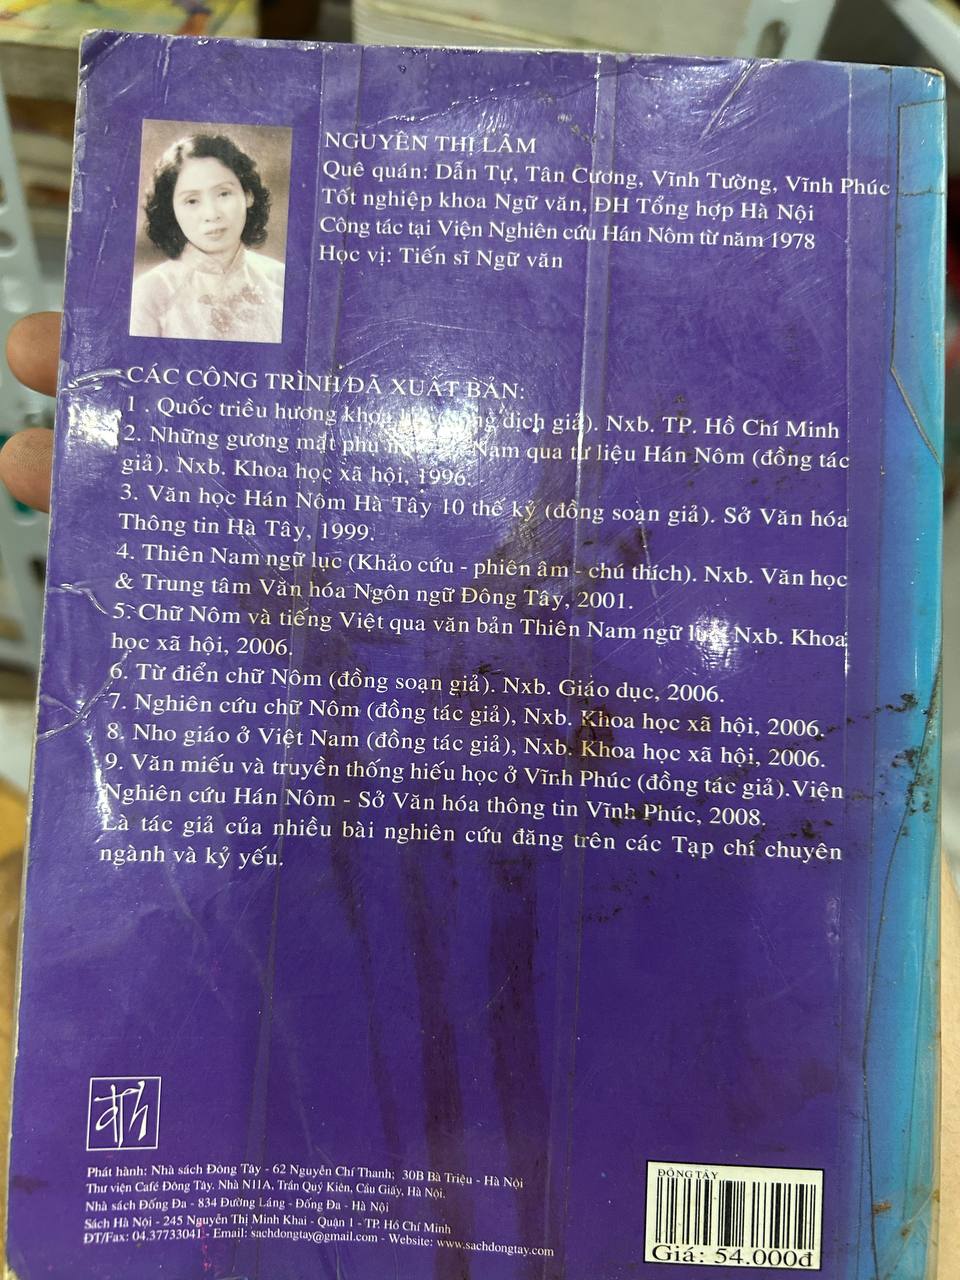 NGUYỄN THỊ LÂM
Quê quán: Dẫn Tự, Tân Cương, Vĩnh Tường, Vĩnh Phúc
Tốt nghiệp khoa Ngữ văn, ĐH Tổng hợp Hà Nội
Công tác tại Viện Nghiên cứu Hán Nôm từ năm 1978
Học vị: Tiến sĩ Ngữ văn
CÁC CÔNG TRÌNH ĐÃ XUẤT BẢN:
1 . Quốc triều hương khoa dịch giả). Nxb. TP. Hồ Chí Minh
2. Những gương mặt phụ Nam qua tư liệu Hán Nôm (đồng tác
giả). Nxb. Khoa học xã hội, 1996.
3. Văn học Hán Nôm Hà Tây 10 thế kỷ (đồng soạn giả). Sở Văn hóa
Thông tin Hà Tây, 1999.
4. Thiên Nam ngữ lục (Khảo cứu - phiên âm - chú thích). Nxb. Văn học
& Trung tâm Văn hóa Ngôn ngữ Đông Tây, 2001.
5. Chữ Nôm và tiếng Việt qua văn bản Thiên Nam ngữ lục. Nxb. Khoa
học xã hội, 2006.
6. Từ điển chữ Nôm (đồng soạn giả). Nxb. Giáo dục, 2006.
7. Nghiên cứu chữ Nôm (đồng tác giả), Nxb. Khoa học xã hội, 2006.
8. Nho giáo ở Việt Nam (đồng tác giả), Nxb. Khoa học xã hội, 2006.
9. Văn miếu và truyền thống hiếu học ở Vĩnh Phúc (đồng tác giả).Viện
Nghiên cứu Hán Nôm - Sở Văn hóa thông tin Vĩnh Phúc, 2008.
Là tác giả của nhiều bài nghiên cứu đăng trên các Tạp chí chuyên
ngành và kỷ yếu.
Phát hành: Nhà sách Đông Tây - 62 Nguyễn Chí Thanh; 30B Bà Triệu - Hà Nội
Thư viện Café Đông Tây, Nhà N11A, Trần Quý Kiên, Cầu Giấy, Hà Nội.
Nhà sách Đống Đa - 834 Đường Láng - Đống Đa - Hà Nội
Sách Hà Nội - 245 Nguyễn Thị Minh Khai - Quận 1 - TP. Hồ Chí Minh
ĐT/Fax: 04.37733041 - Email: sachdongtay@gmail.com - Website: www.sachdongtay.com
ĐÔNG TÂY
Giá: 54.000đ